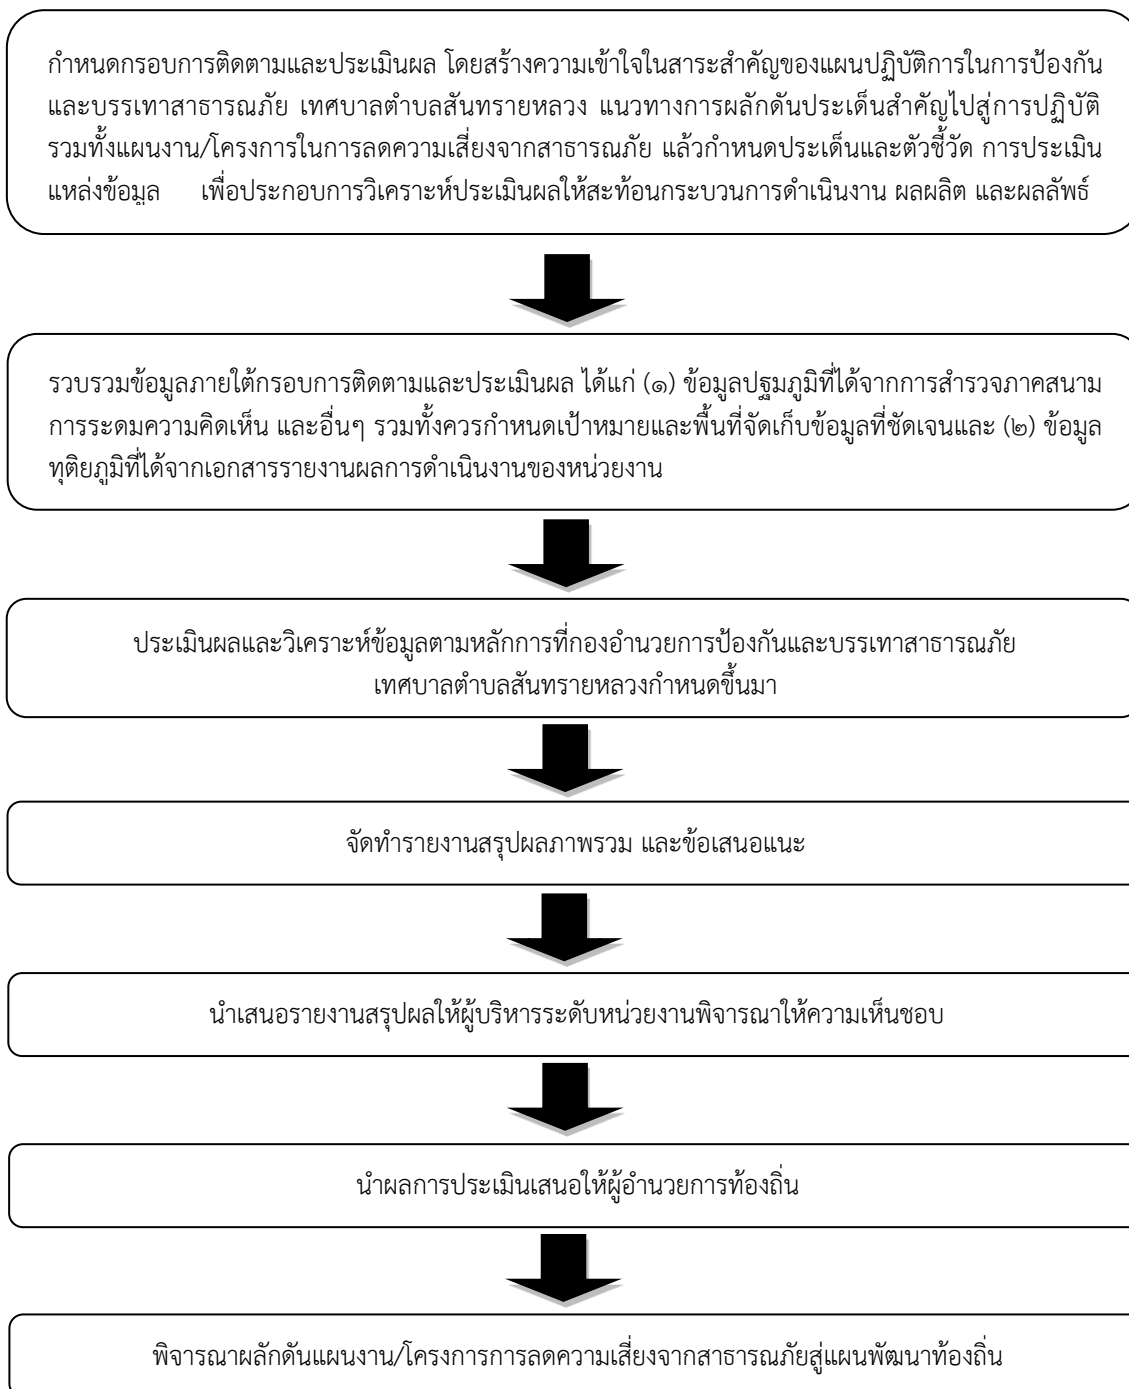 กำหนดกรอบการติดตามและประเมินผล โดยสร้างความเข้าใจในสาระสำคัญของแผนปฏิบัติการในการป้องกัน
และบรรเทาสาธารณภัย เทศบาลตำบลสันทรายหลวง แนวทางการผลักดันประเด็นสำคัญไปสู่การปฏิบัติ
รวมทั้งแผนงาน/โครงการในการลดความเสี่ยงจากสาธารณภัย แล้วกำหนดประเด็นและตัวชี้วัด การประเมิน
แหล่งข้อมูล เพื่อประกอบการวิเคราะห์ประเมินผลให้สะท้อนกระบวนการดำเนินงาน ผลผลิต และผลลัพธ์
รวบรวมข้อมูลภายใต้กรอบการติดตามและประเมินผล ได้แก่ (๑) ข้อมูลปฐมภูมิที่ได้จากการสำรวจภาคสนาม
การระดมความคิดเห็น และอื่นๆ รวมทั้งควรกำหนดเป้าหมายและพื้นที่จัดเก็บข้อมูลที่ชัดเจนและ (๒) ข้อมูล
ทุติยภูมิที่ได้จากเอกสารรายงานผลการดำเนินงานของหน่วยงาน
ประเมินผลและวิเคราะห์ข้อมูลตามหลักการที่กองอำนวยการป้องกันและบรรเทาสาธารณภัย
เทศบาลตำบลสันทรายหลวงกำหนดขึ้นมา
จัดทำรายงานสรุปผลภาพรวม และข้อเสนอแนะ
นำเสนอรายงานสรุปผลให้ผู้บริหารระดับหน่วยงานพิจารณาให้ความเห็นชอบ
นำผลการประเมินเสนอให้ผู้อำนวยการท้องถิ่น
พิจารณาผลักดันแผนงาน/โครงการการลดความเสี่ยงจากสาธารณภัยสู่แผนพัฒนาท้องถิ่น